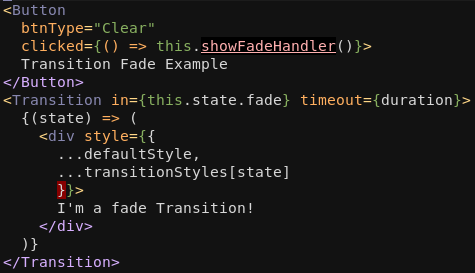 <Button
  btnType="Clear"
  clicked={() => this.showFadeHandler()}>
  Transition Fade Example
</Button>
<Transition in={this.state.fade} timeout={duration}>
  {(state) => (
    <div style={{
      ...defaultStyle,
      ...transitionStyles[state]
      }}>
      I'm a fade Transition!
    </div>
  )}
</Transition>